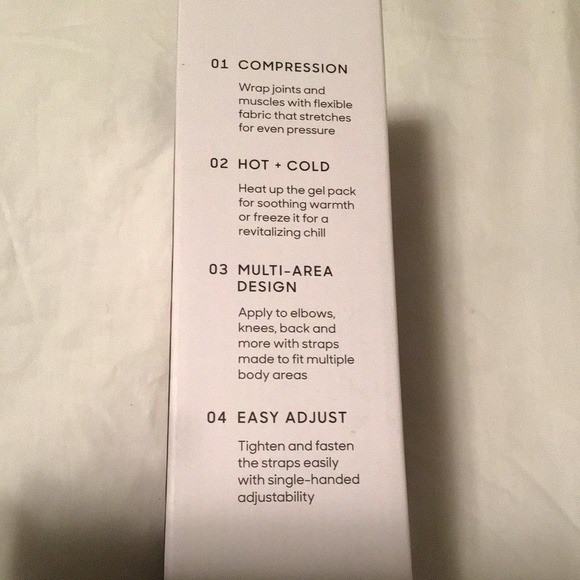 01 COMPRESSION
Wrap joints and
muscles with flexible
fabric that stretches
for even pressure
02 HOT + COLD
Heat up the gel pack
for soothing warmth
or freeze it for a
revitalizing chill
03 MULTI-AREA
DESIGN
Apply to elbows,
knees, back and
more with straps
made to fit multiple
body areas
04 EASY ADJUST
Tighten and fasten
the straps easily
with single-handed
adjustability